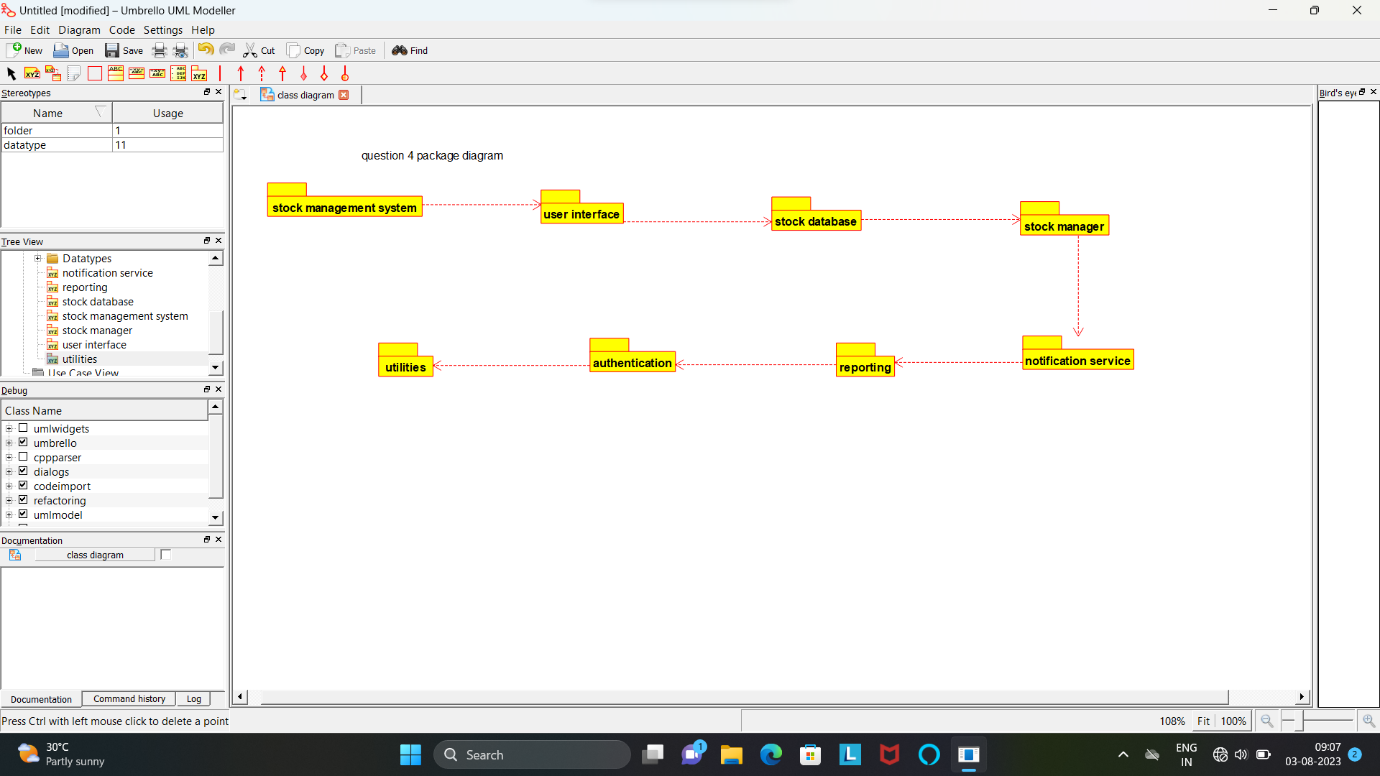 Untitled [modified] – Umbrello UML Modeller
File Edit Diagram Code Settings Help
New Open Save Cut Copy Paste Find
Stereotypes
Name Usage
folder 1
datatype 11
Tree View
Datatypes
notification service
reporting
stock database
stock management system
stock manager
user interface
utilities
Use Case View
Debug
Class Name
umlwidgets
umbrello
cppparser
dialogs
codeimport
refactoring
umlmodel
Documentation
class diagram
Documentation Command history Log
class diagram
question 4 package diagram
stock management system
user interface
stock database
stock manager
utilities
authentication
reporting
notification service
Bird's eye
Press Ctrl with left mouse click to delete a point
108% Fit 100%
30°C
Partly sunny
Search
1
ENG
IN
09:07
03-08-2023
2